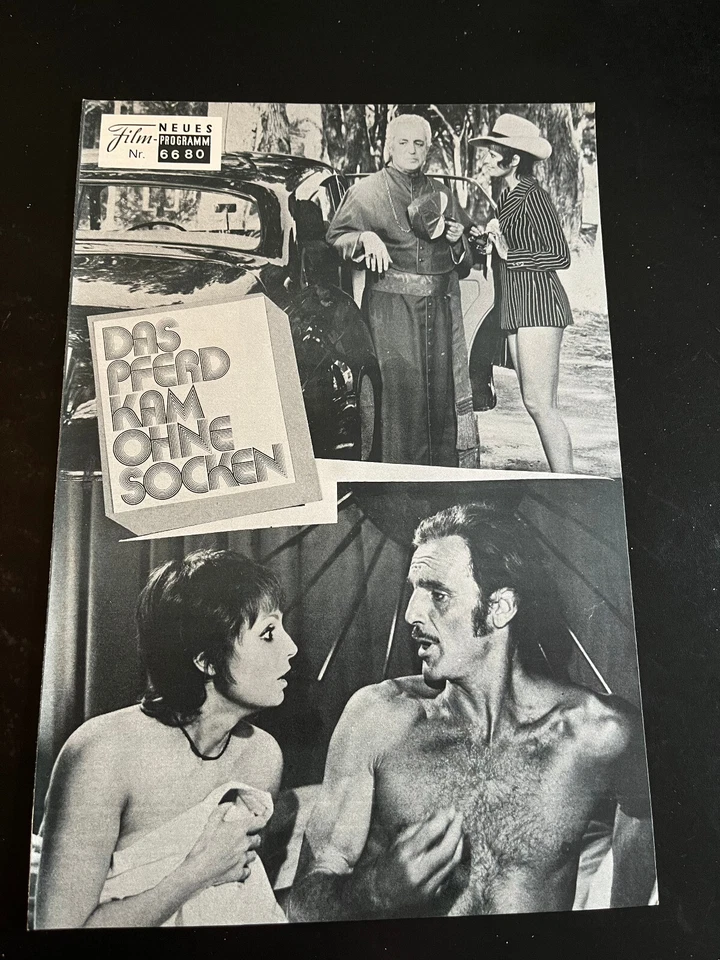 Film-
Nr.
NEUES
PROGRAMM
6680
DAS
PFERD
KAM
OHNE
SOCKEN